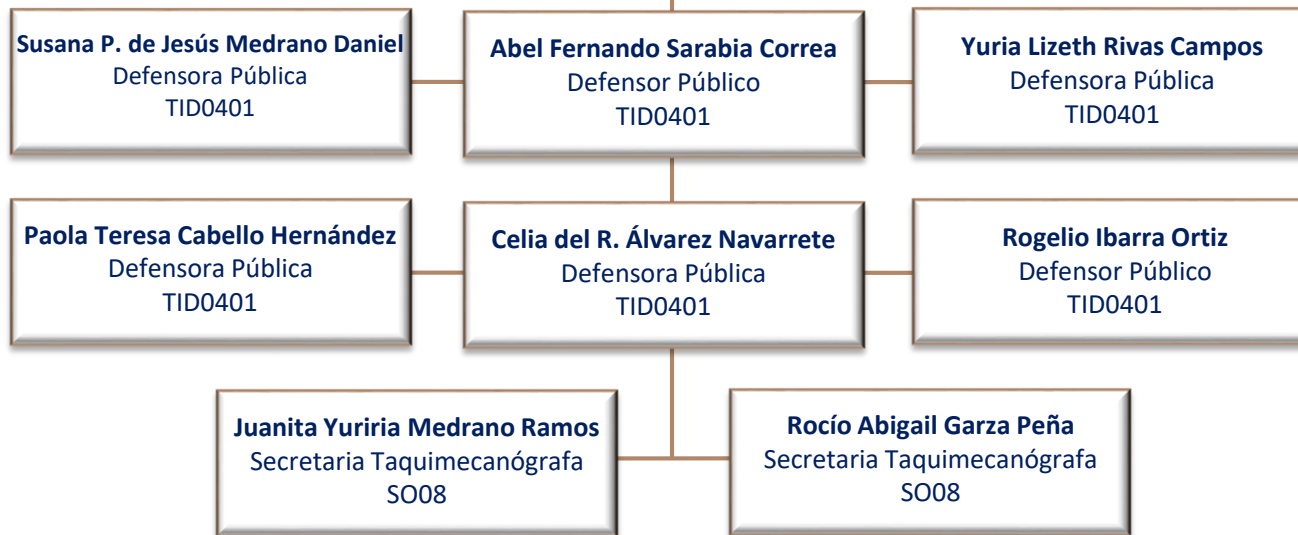 Susana P. de Jesús Medrano Daniel
Defensora Pública
TID0401
Abel Fernando Sarabia Correa
Defensor Público
TID0401
Yuria Lizeth Rivas Campos
Defensora Pública
TID0401
Paola Teresa Cabello Hernández
Defensora Pública
TID0401
Celia del R. Álvarez Navarrete
Defensora Pública
TID0401
Rogelio Ibarra Ortiz
Defensor Público
TID0401
Juanita Yuriria Medrano Ramos
Secretaria Taquimecanógrafa
SO08
Rocío Abigail Garza Peña
Secretaria Taquimecanógrafa
SO08